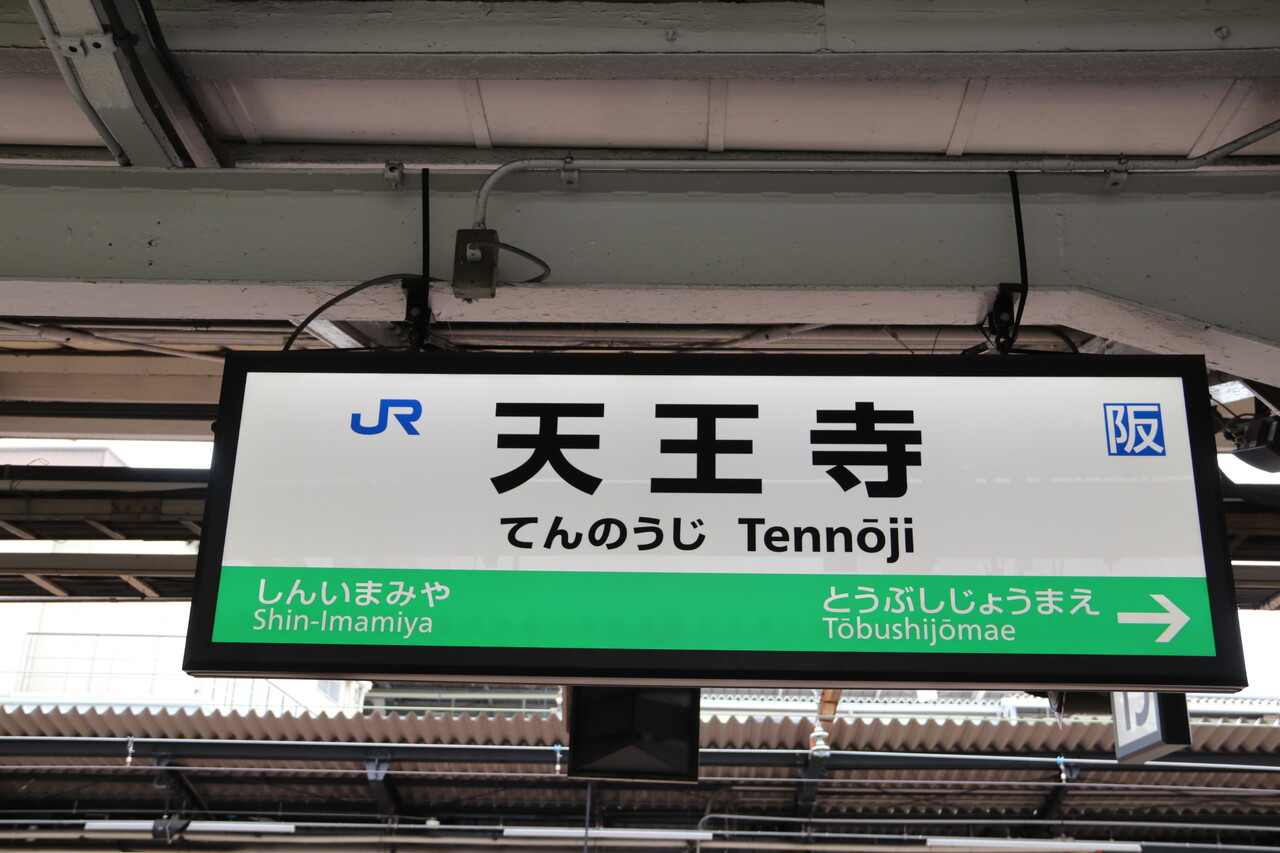 JR 天王寺 阪
てんのうじ Tennōji
しんいまみや とうぶしじょうまえ →
Shin-Imamiya Tōbushijōmae